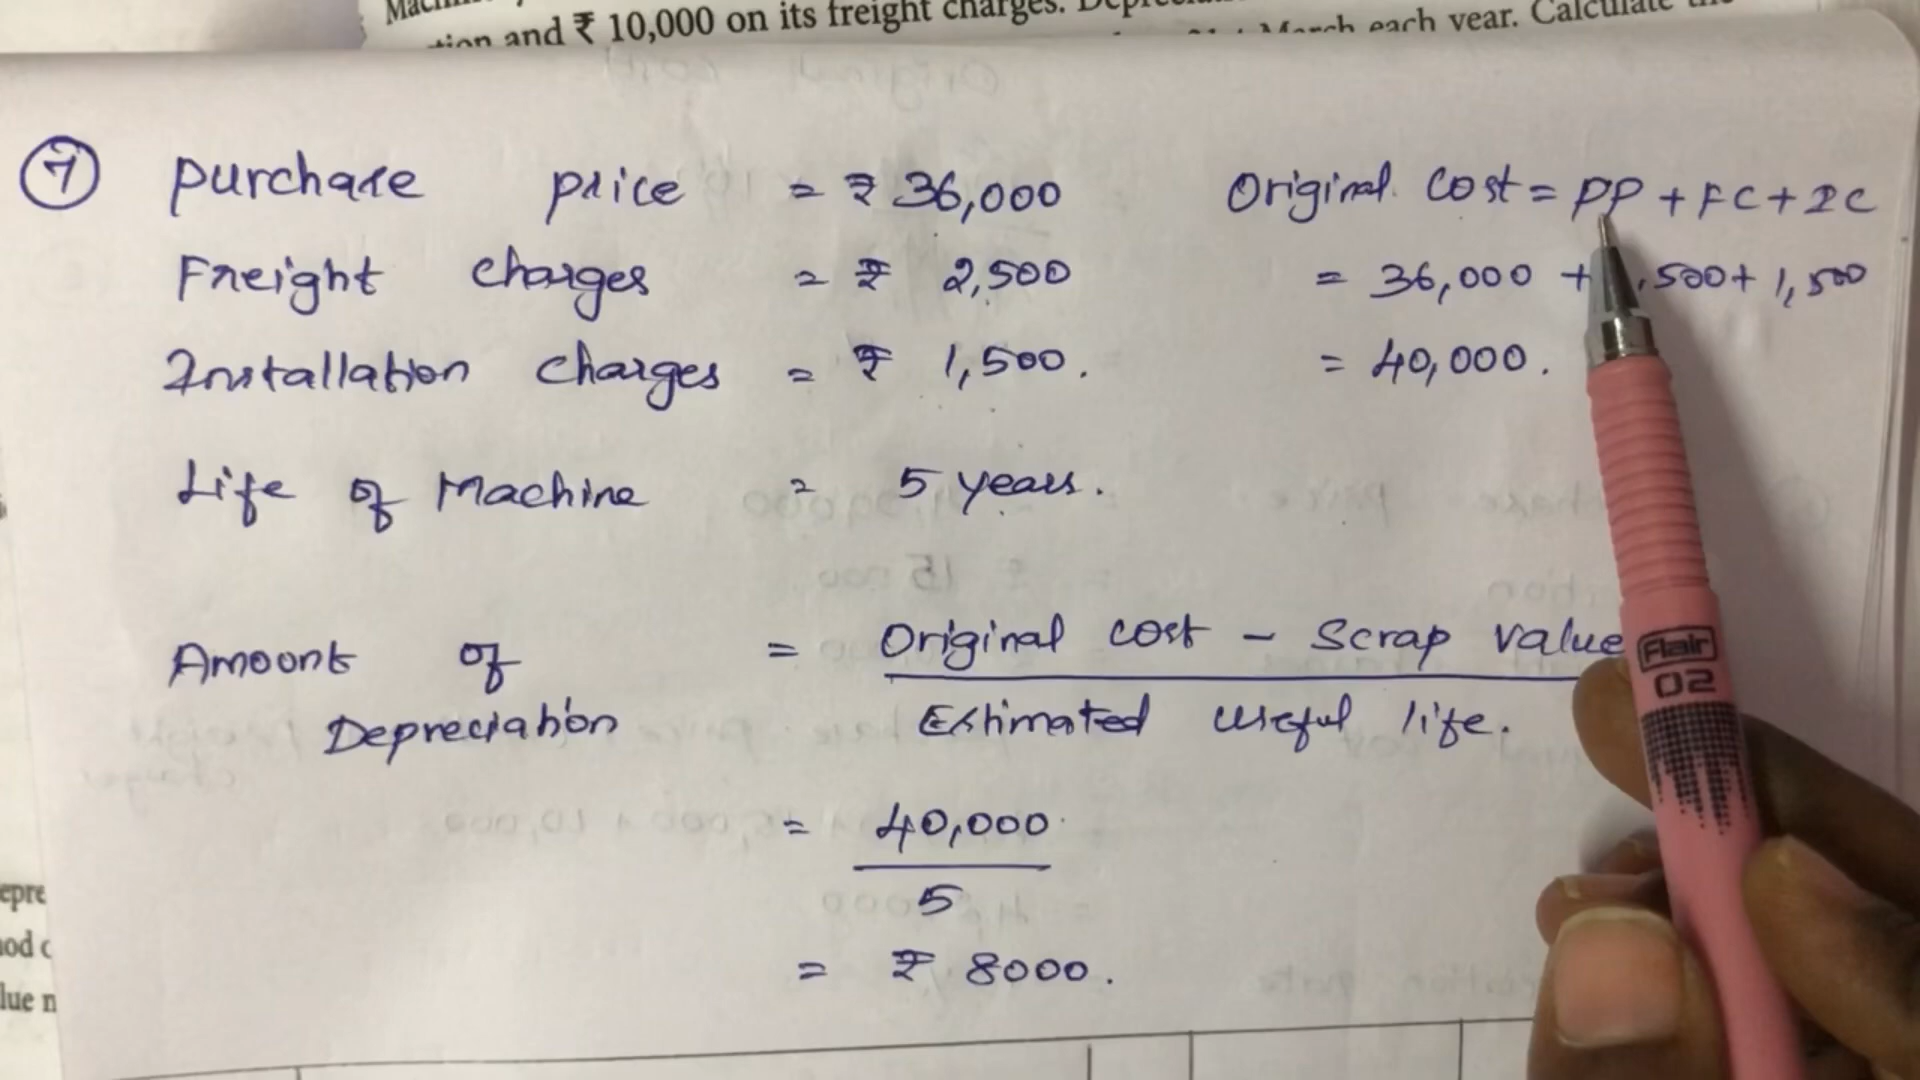 tion and ₹ 10,000 on its freight charges.
March each year. Calculate the
7 purchase price = ₹ 36,000
Freight charges = ₹ 2,500
Installation charges = ₹ 1,500.
Original cost = PP + FC + IC
= 36,000 + ,500 + 1,500
= 40,000.
Life of Machine = 5 years.
Amount of Depreciation = Original cost - Scrap value
Estimated useful life.
= 40,000
5
= ₹ 8000.
Flair
02
epre
lue n